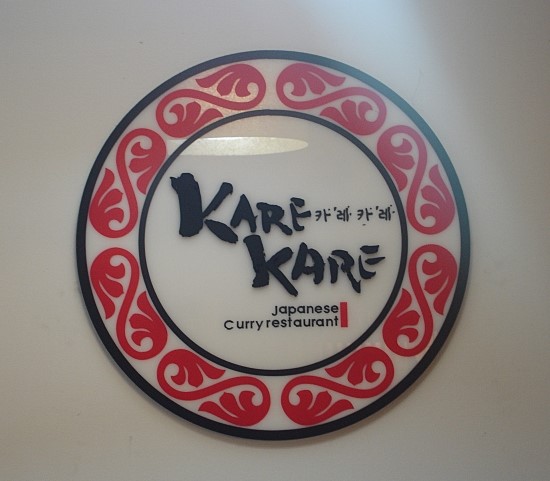 KARE 카레 카레
KARE
Japanese
Curry restaurant